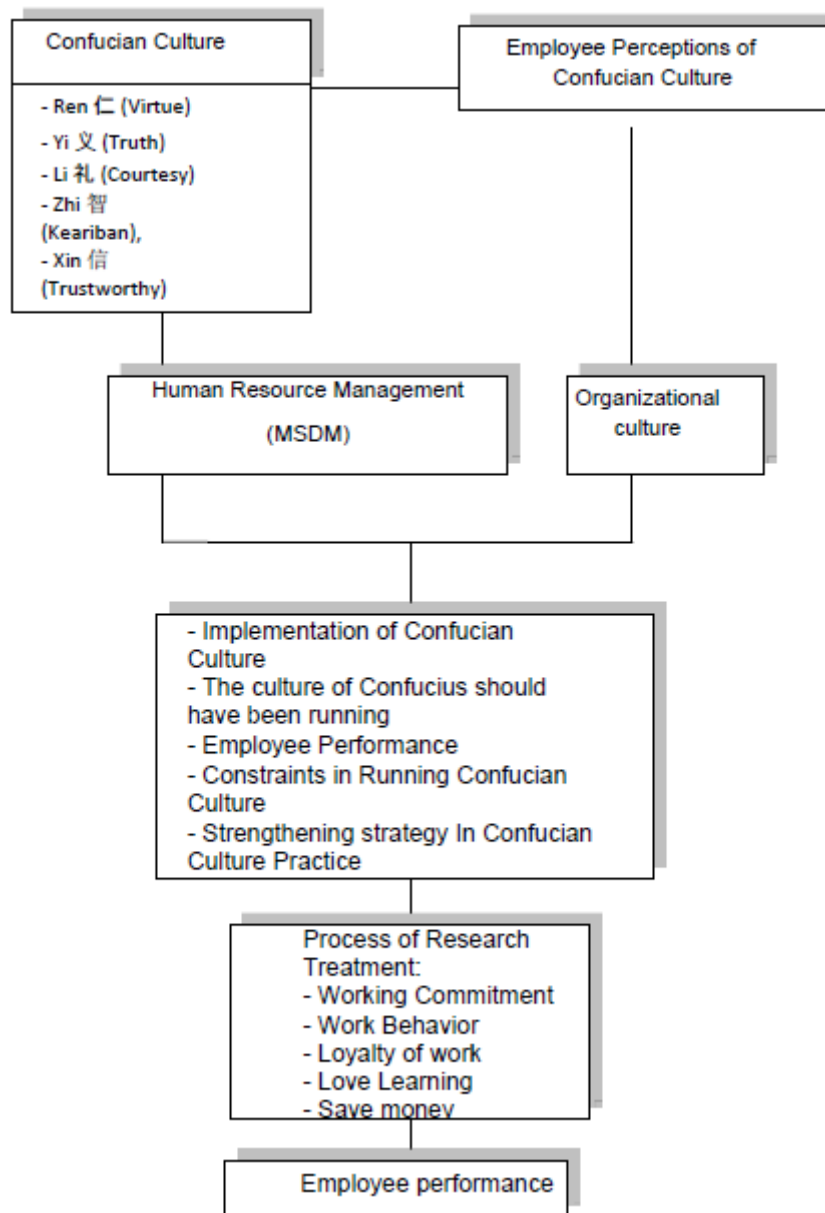 Confucian Culture
- Ren 仁 (Virtue)
- Yi 义 (Truth)
- Li 礼 (Courtesy)
- Zhi 智
(Keariban),
- Xin 信
(Trustworthy)
Employee Perceptions of
Confucian Culture
Human Resource Management
(MSDM)
Organizational
culture
- Implementation of Confucian
Culture
- The culture of Confucius should
have been running
- Employee Performance
- Constraints in Running Confucian
Culture
- Strengthening strategy In Confucian
Culture Practice
Process of Research
Treatment:
- Working Commitment
- Work Behavior
- Loyalty of work
- Love Learning
- Save money
Employee performance